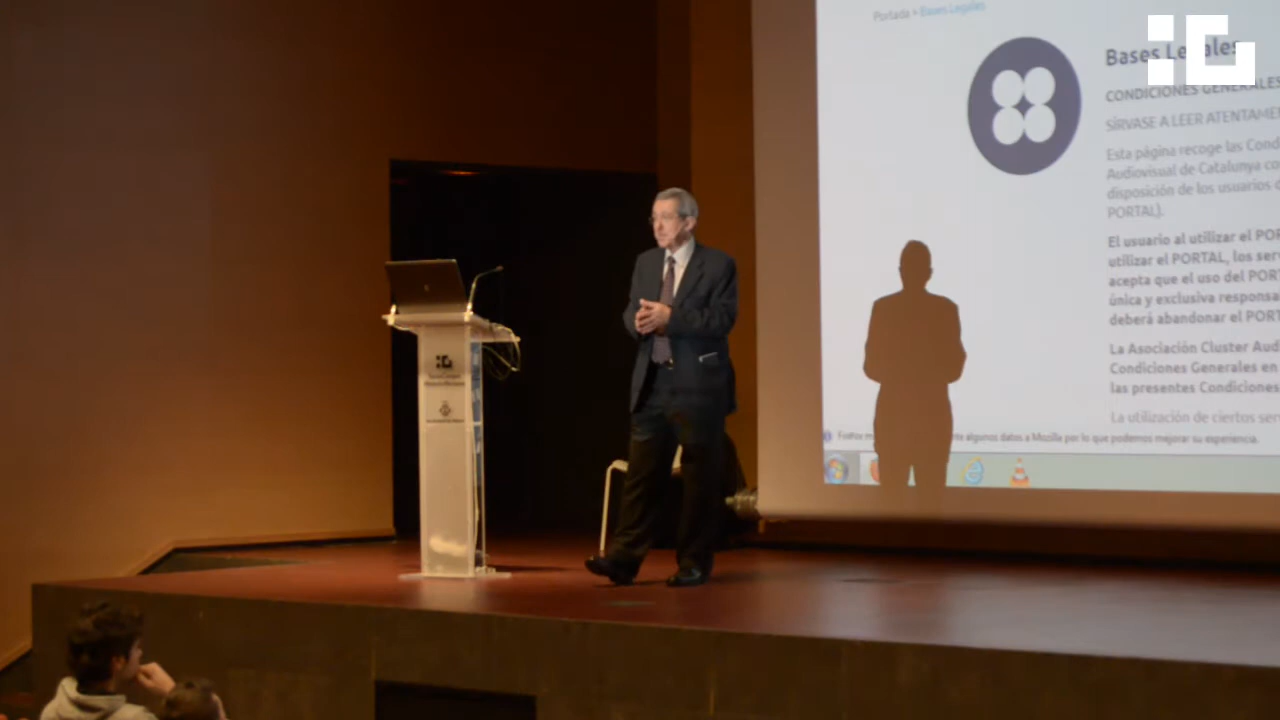 Portada > Bases Legales
Bases Legales
CONDICIONES GENERALES
SÍRVASE A LEER ATENTAMEN
Esta página recoge las Cond
Audiovisual de Catalunya co
disposición de los usuarios d
PORTAL).
El usuario al utilizar el POR
utilizar el PORTAL, los serv
acepta que el uso del PORT
única y exclusiva responsa
deberá abandonar el PORT
La Asociación Cluster Aud
Condiciones Generales en
las presentes Condiciones
La utilización de ciertos ser
Firefox algunos datos a Mozilla por lo que podemos mejorar su experiencia.